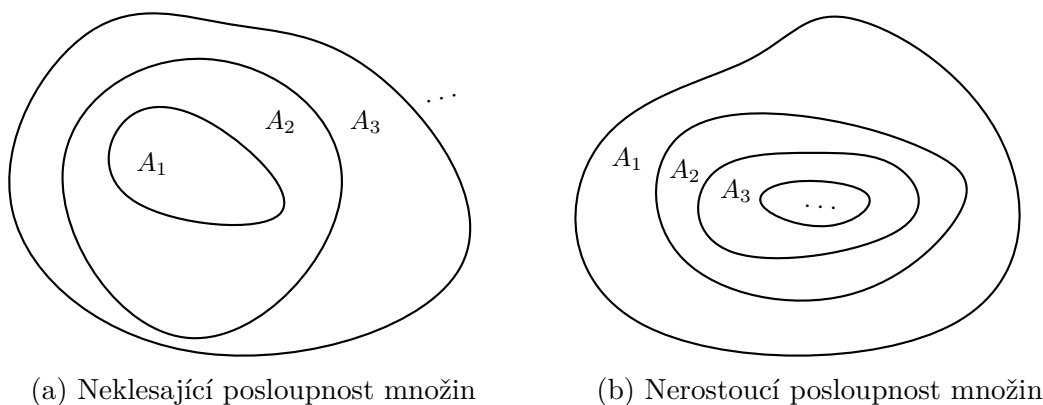 A₁
A₂
A₃
...
A₁
A₂
A₃
...
(a) Neklesající posloupnost množin
(b) Nerostoucí posloupnost množin